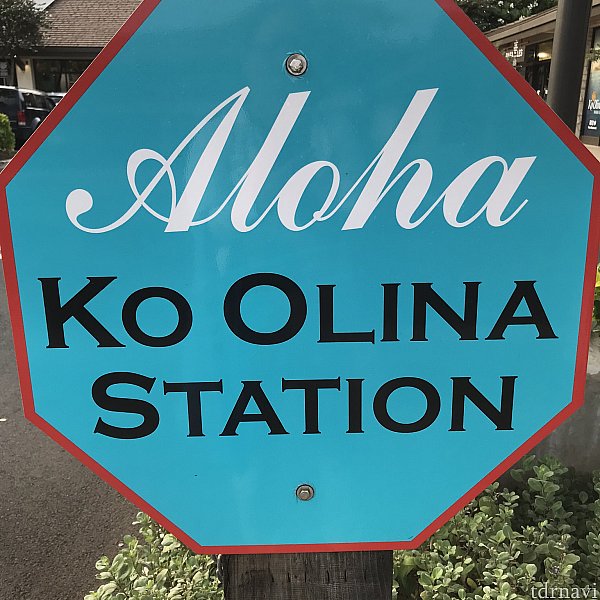 Aloha
KO OLINA
STATION
tdrnavi